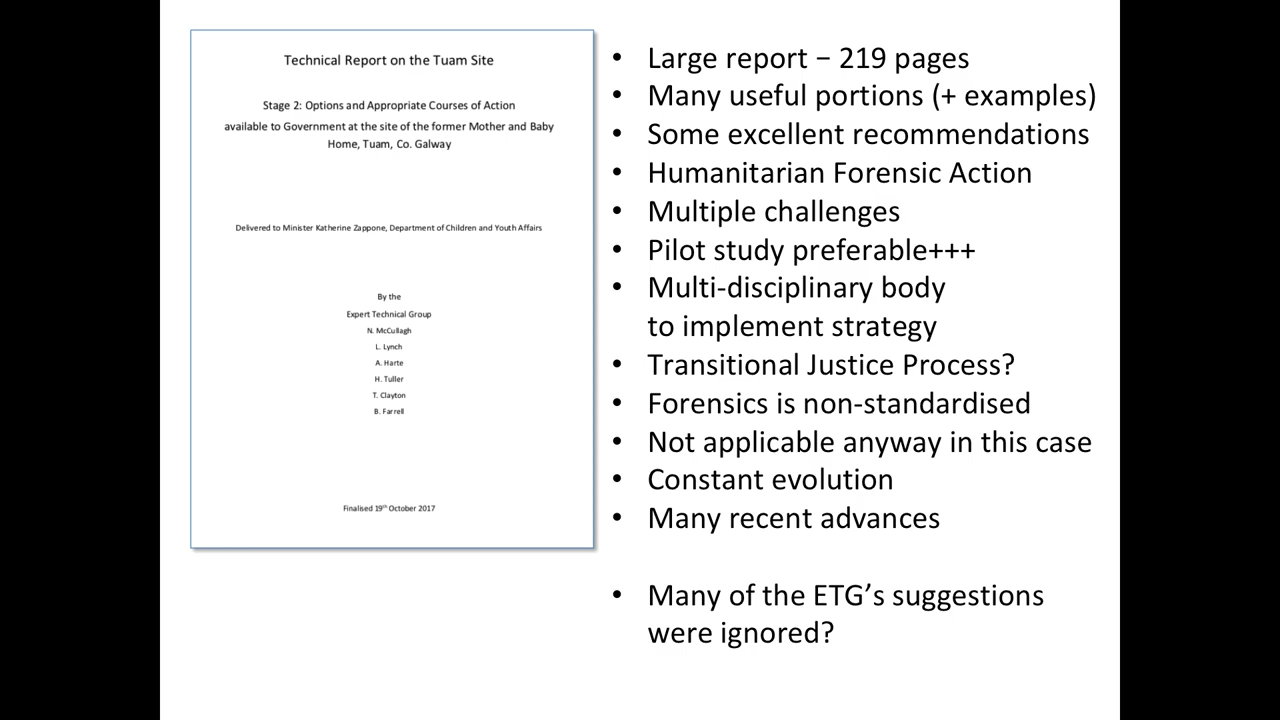 Technical Report on the Tuam Site
Stage 2: Options and Appropriate Courses of Action
available to Government at the site of the former Mother and Baby
Home, Tuam, Co. Galway
Delivered to Minister Katherine Zappone, Department of Children and Youth Affairs
By the
Expert Technical Group
N. McCullagh
L. Lynch
A. Harte
H. Tuller
T. Clayton
B. Farrell
Finalised 19th October 2017
• Large report – 219 pages
• Many useful portions (+ examples)
• Some excellent recommendations
• Humanitarian Forensic Action
• Multiple challenges
• Pilot study preferable+++
• Multi-disciplinary body
to implement strategy
• Transitional Justice Process?
• Forensics is non-standardised
• Not applicable anyway in this case
• Constant evolution
• Many recent advances
• Many of the ETG’s suggestions
were ignored?